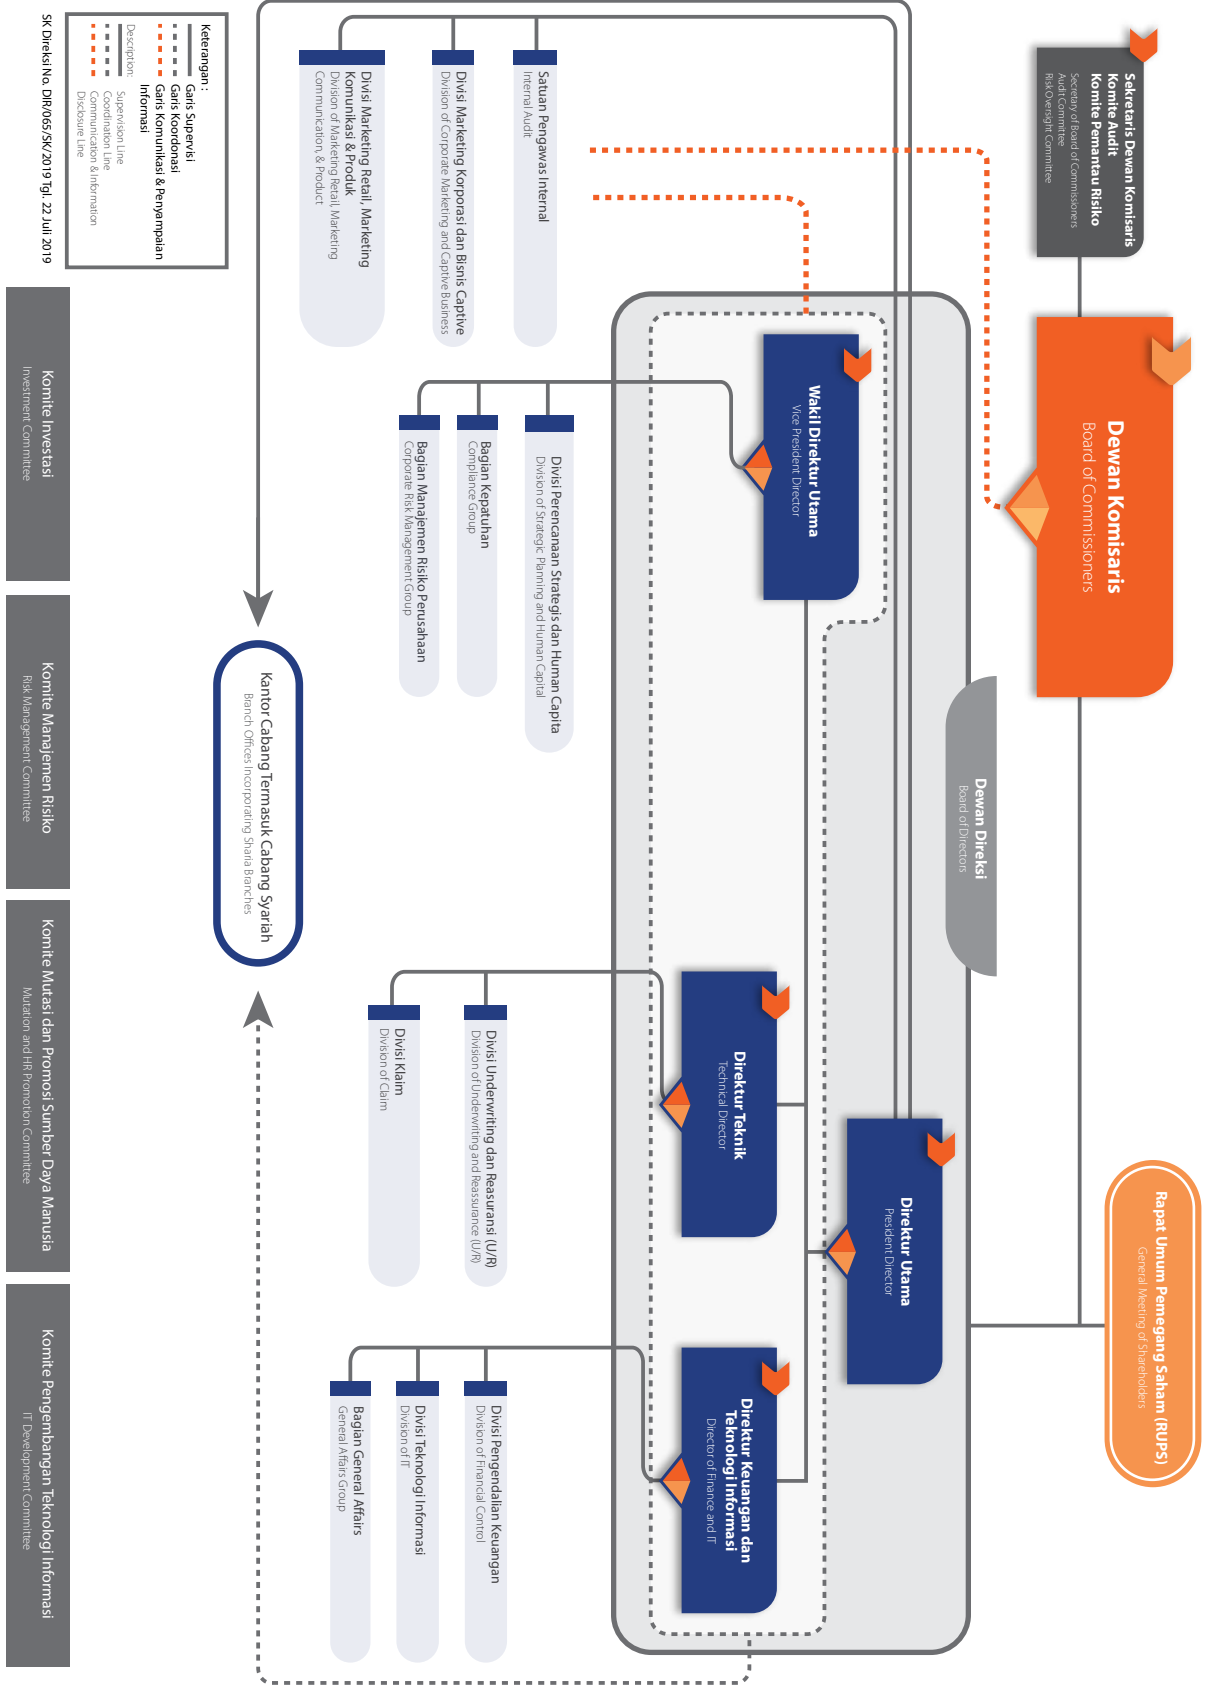 Rapat Umum Pemegang Saham (RUPS)
General Meeting of Shareholders
Dewan Komisaris
Board of Commissioners
Sekretaris Dewan Komisaris
Komite Audit
Komite Pemantau Risiko
Secretary of Board of Commissioners
Audit Committee
Risk Oversight Committee
Dewan Direksi
Board of Directors
Direktur Utama
President Director
Wakil Direktur Utama
Vice President Director
Direktur Teknik
Technical Director
Direktur Keuangan dan
Teknologi Informasi
Director of Finance and IT
Satuan Pengawas Internal
Internal Audit
Divisi Marketing Korporasi dan Bisnis Captive
Division of Corporate Marketing and Captive Business
Divisi Marketing Retail, Marketing
Komunikasi & Produk
Division of Marketing Retail, Marketing
Communication, & Product
Divisi Perencanaan Strategis dan Human Capita
Division of Strategic Planning and Human Capital
Bagian Kepatuhan
Compliance Group
Bagian Manajemen Risiko Perusahaan
Corporate Risk Management Group
Divisi Underwriting dan Reasuransi (U/R)
Division of Underwriting and Reassurance (U/R)
Divisi Klaim
Division of Claim
Divisi Pengendalian Keuangan
Division of Financial Control
Divisi Teknologi Informasi
Division of IT
Bagian General Affairs
General Affairs Group
Kantor Cabang Termasuk Cabang Syariah
Branch Offices Incorporating Sharia Branches
Keterangan :
Garis Supervisi
Garis Koordonasi
Garis Komunikasi & Penyampaian
Informasi
Description:
Supervision Line
Coordination Line
Communication & Information
Disclosure Line
SK Direksi No. DIR/065/SK/2019 Tgl. 22 Juli 2019
Komite Investasi
Investment Committee
Komite Manajemen Risiko
Risk Management Committee
Komite Mutasi dan Promosi Sumber Daya Manusia
Mutation and HR Promotion Committee
Komite Pengembangan Teknologi Informasi
IT Development Committee